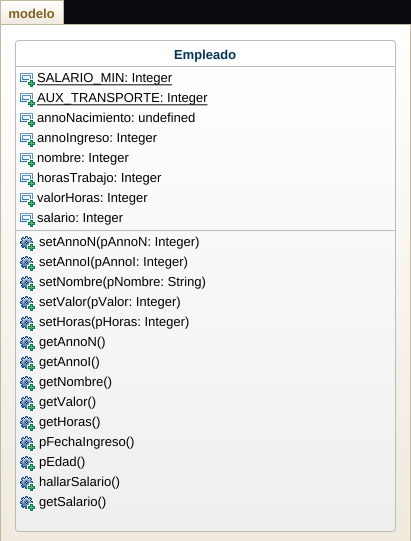 modelo
Empleado
SALARIO_MIN: Integer
AUX_TRANSPORTE: Integer
annoNacimiento: undefined
annoIngreso: Integer
nombre: Integer
horasTrabajo: Integer
valorHoras: Integer
salario: Integer
setAnnoN(pAnnoN: Integer)
setAnnoI(pAnnoI: Integer)
setNombre(pNombre: String)
setValor(pValor: Integer)
setHoras(pHoras: Integer)
getAnnoN()
getAnnoI()
getNombre()
getValor()
getHoras()
pFechaIngreso()
pEdad()
hallarSalario()
getSalario()